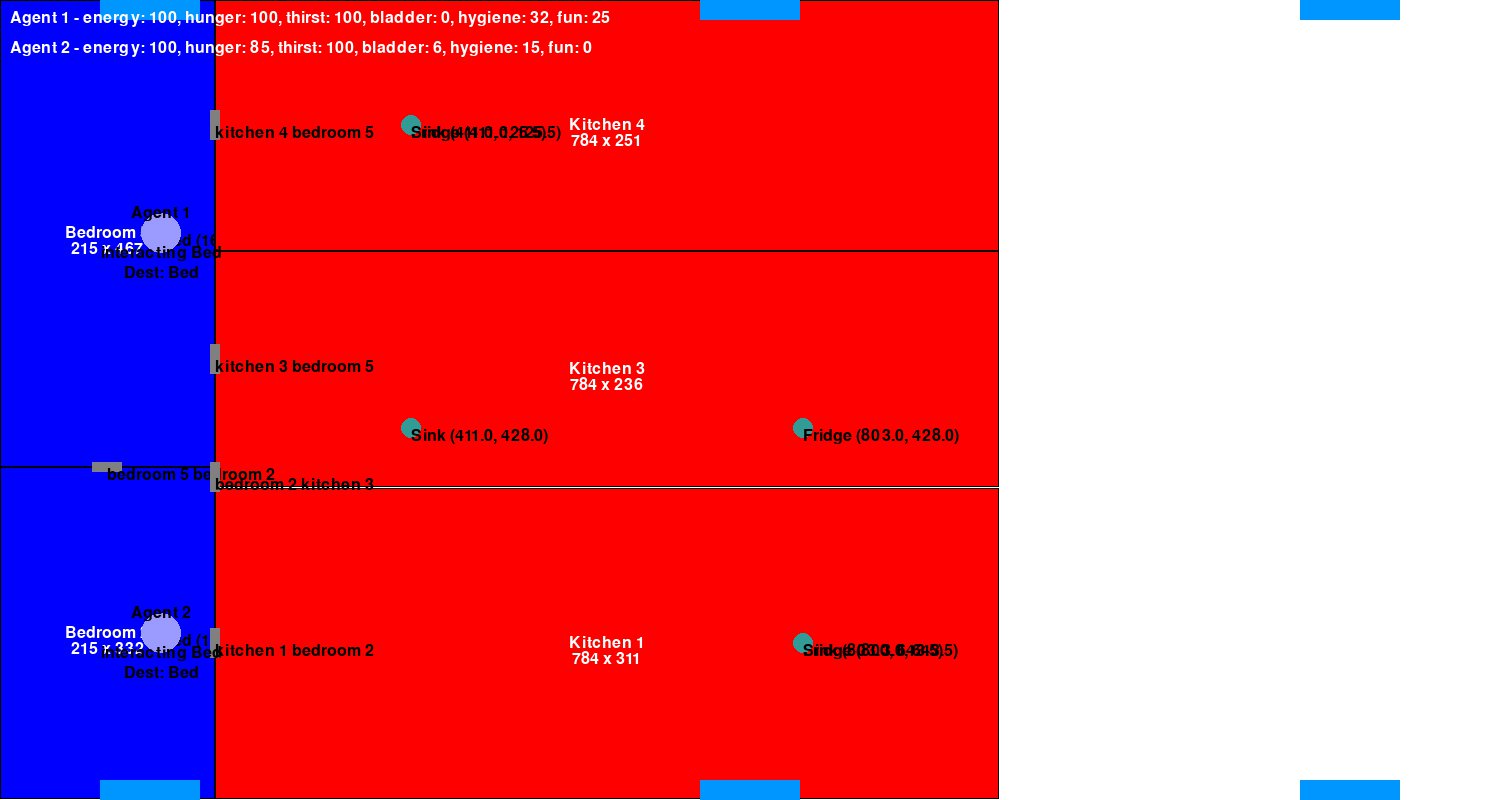 Agent 1 - energy: 100, hunger: 100, thirst: 100, bladder: 0, hygiene: 32, fun: 25
Agent 2 - energy: 100, hunger: 85, thirst: 100, bladder: 6, hygiene: 15, fun: 0
kitchen 4 bedroom 5
Kitchen 4
784 x 251
Agent 1
Bedroom
215 x 467
Interacting Bed
Dest: Bed
kitchen 3 bedroom 5
Kitchen 3
784 x 236
Sink (411.0, 428.0)
Fridge (803.0, 428.0)
bedroom 5 bedroom 2
bedroom 2 kitchen 3
Agent 2
Bedroom
215 x 332
Interacting Bed
Dest: Bed
kitchen 1 bedroom 2
Kitchen 1
784 x 311